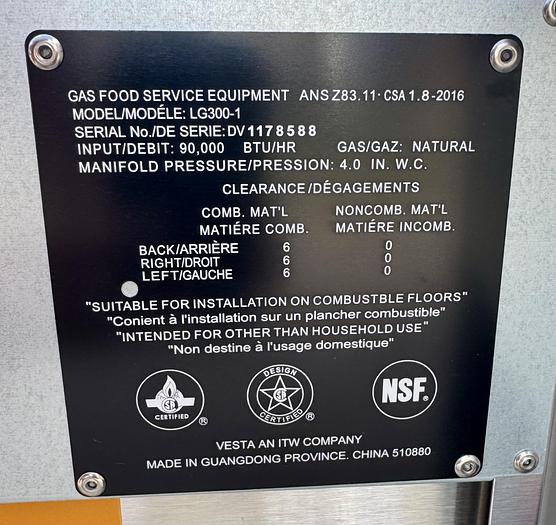 GAS FOOD SERVICE EQUIPMENT ANS Z83.11· CSA 1.8-2016
MODEL/MODÉLE: LG300-1
SERIAL No./DE SERIE: DV1178588
INPUT/DEBIT: 90,000 BTU/HR GAS/GAZ: NATURAL
MANIFOLD PRESSURE/PRESSION: 4.0 IN. W.C.
CLEARANCE/DÉGAGEMENTS
COMB. MAT'L NONCOMB. MAT'L
MATIÉRE COMB. MATIÉRE INCOMB.
BACK/ARRIÈRE 6 0
RIGHT/DROIT 6 0
LEFT/GAUCHE 6 0
"SUITABLE FOR INSTALLATION ON COMBUSTBLE FLOORS"
"Conient à l'installation sur un plancher combustible"
"INTENDED FOR OTHER THAN HOUSEHOLD USE"
"Non destine à l'usage domestique"
CERTIFIED ®
DESIGN CERTIFIED ®
NSF®
VESTA AN ITW COMPANY
MADE IN GUANGDONG PROVINCE. CHINA 510880